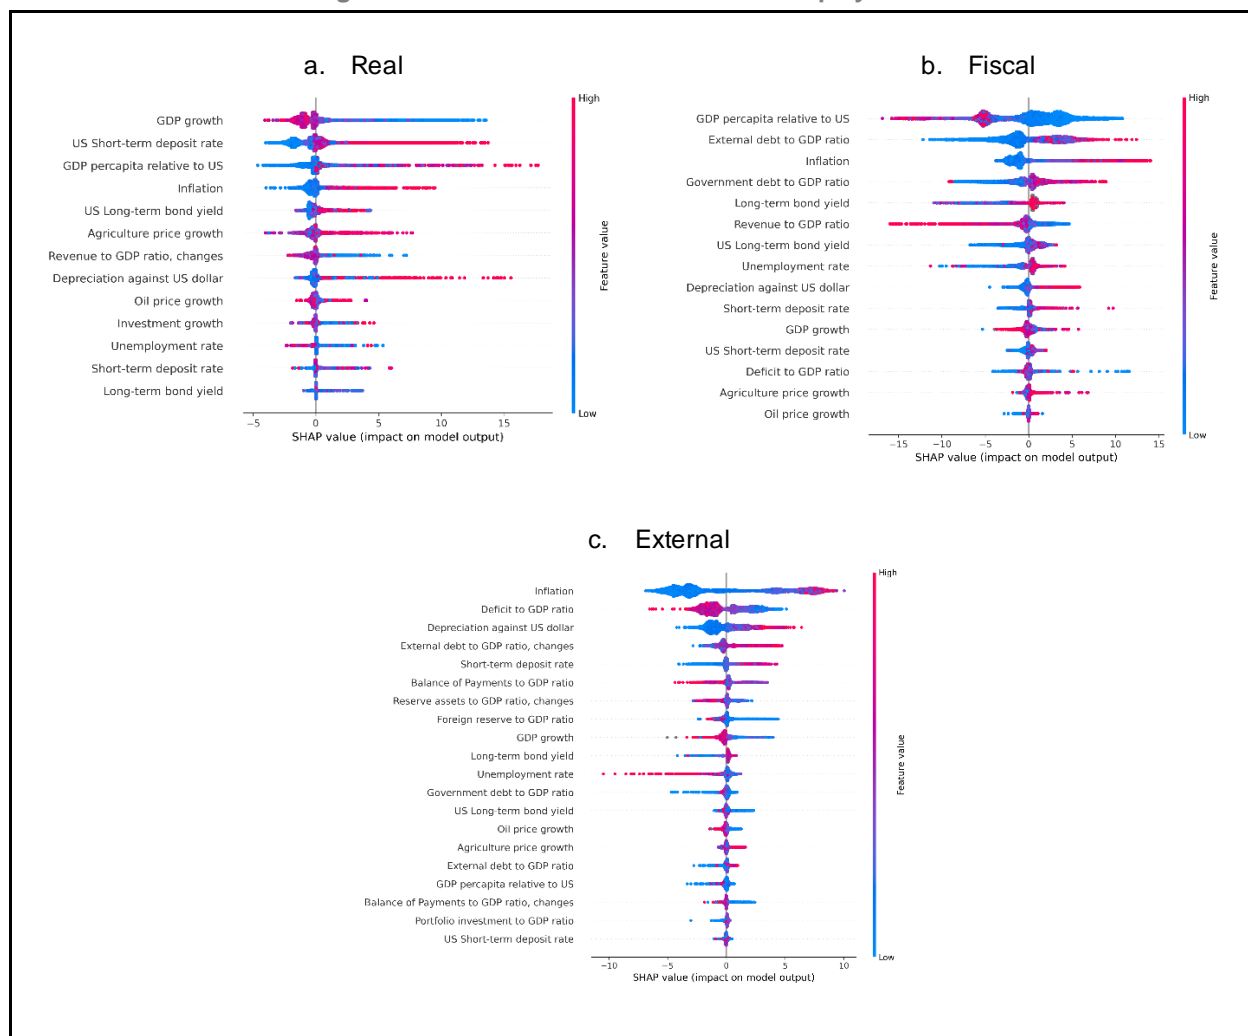 a. Real
High
GDP growth
US Short-term deposit rate
GDP percapita relative to US
Inflation
US Long-term bond yield
Agriculture price growth
Revenue to GDP ratio, changes
Depreciation against US dollar
Oil price growth
Investment growth
Unemployment rate
Short-term deposit rate
Long-term bond yield
Feature value
Low
−5 0 5 10 15
SHAP value (impact on model output)
b. Fiscal
High
GDP percapita relative to US
External debt to GDP ratio
Inflation
Government debt to GDP ratio
Long-term bond yield
Revenue to GDP ratio
US Long-term bond yield
Unemployment rate
Depreciation against US dollar
Short-term deposit rate
GDP growth
US Short-term deposit rate
Deficit to GDP ratio
Agriculture price growth
Oil price growth
Feature value
Low
−15 −10 −5 0 5 10 15
SHAP value (impact on model output)
c. External
High
Inflation
Deficit to GDP ratio
Depreciation against US dollar
External debt to GDP ratio, changes
Short-term deposit rate
Balance of Payments to GDP ratio
Reserve assets to GDP ratio, changes
Foreign reserve to GDP ratio
GDP growth
Long-term bond yield
Unemployment rate
Government debt to GDP ratio
US Long-term bond yield
Oil price growth
Agriculture price growth
External debt to GDP ratio
GDP percapita relative to US
Balance of Payments to GDP ratio, changes
Portfolio investment to GDP ratio
US Short-term deposit rate
Feature value
Low
−10 −5 0 5 10
SHAP value (impact on model output)